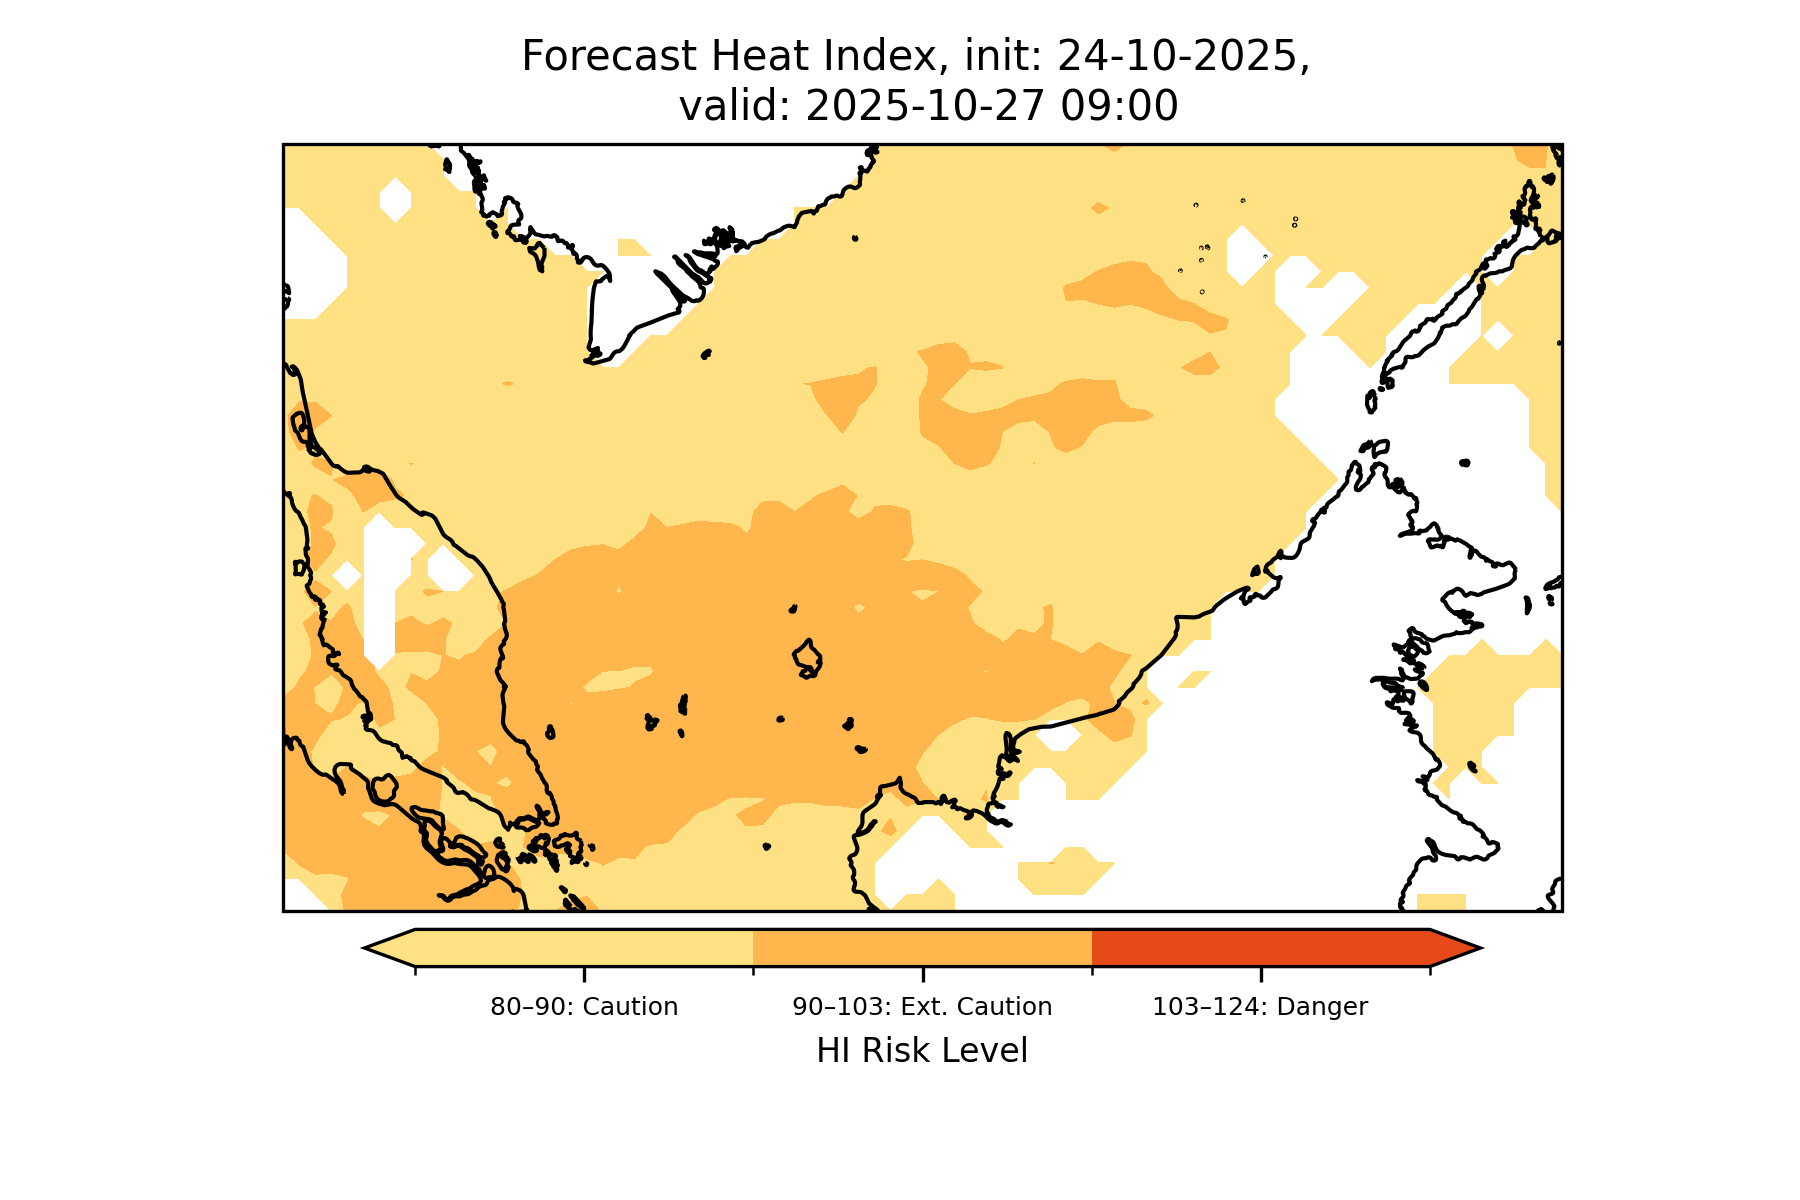 Forecast Heat Index, init: 24-10-2025,
valid: 2025-10-27 09:00
80–90: Caution
90–103: Ext. Caution
103–124: Danger
HI Risk Level